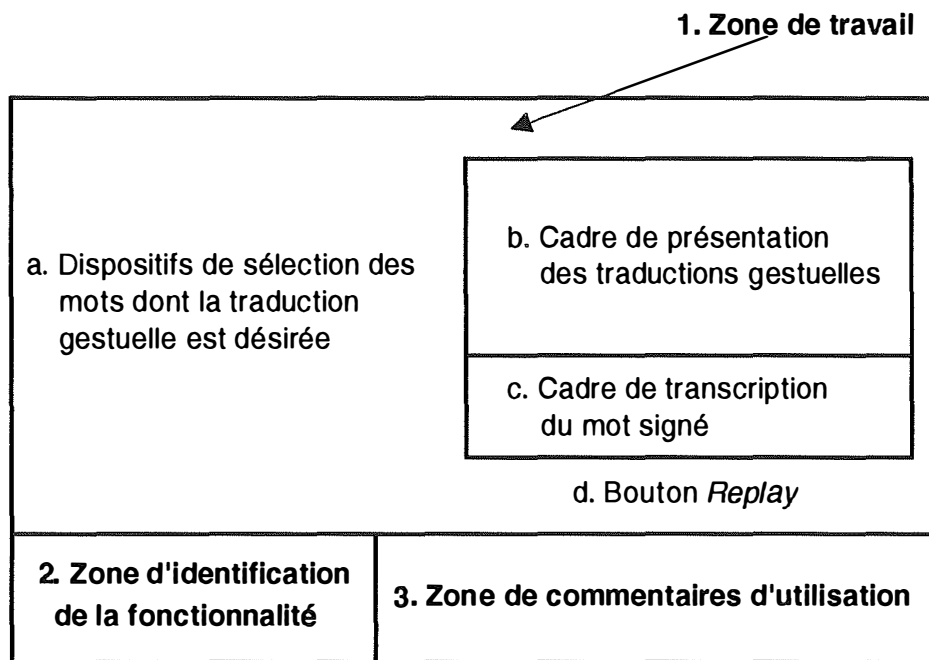 1. Zone de travail
a. Dispositifs de sélection des
mots dont la traduction
gestuelle est désirée
b. Cadre de présentation
des traductions gestuelles
c. Cadre de transcription
du mot signé
d. Bouton Replay
2. Zone d'identification
de la fonctionnalité
3. Zone de commentaires d'utilisation